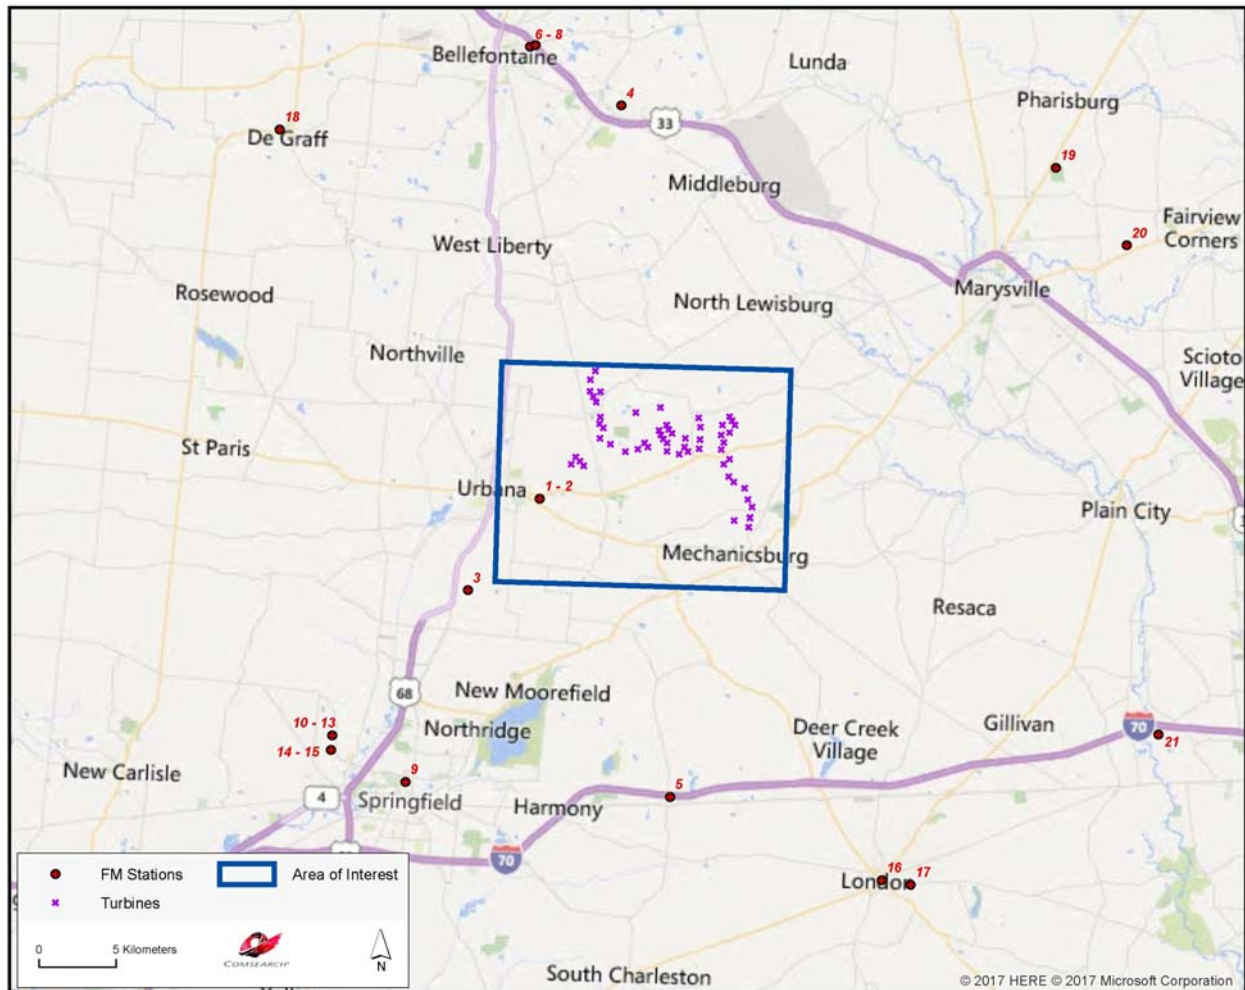 6 - 8
Bellefontaine
Lunda
4
Pharisburg
18
33
De Graff
19
Middleburg
Fairview
Corners
20
West Liberty
Marysville
Rosewood
North Lewisburg
Northville
Scioto
Village
St Paris
Urbana
1 - 2
Plain City
Mechanicsburg
3
Resaca
68
New Moorefield
10 - 13
Northridge
Deer Creek
Village
Gillivan
70
21
14 - 15
New Carlisle
9
4
Springfield
Harmony
5
70
London
16
17
FM Stations
Area of Interest
Turbines
0
5 Kilometers
COMSEARCH
N
South Charleston
© 2017 HERE © 2017 Microsoft Corporation